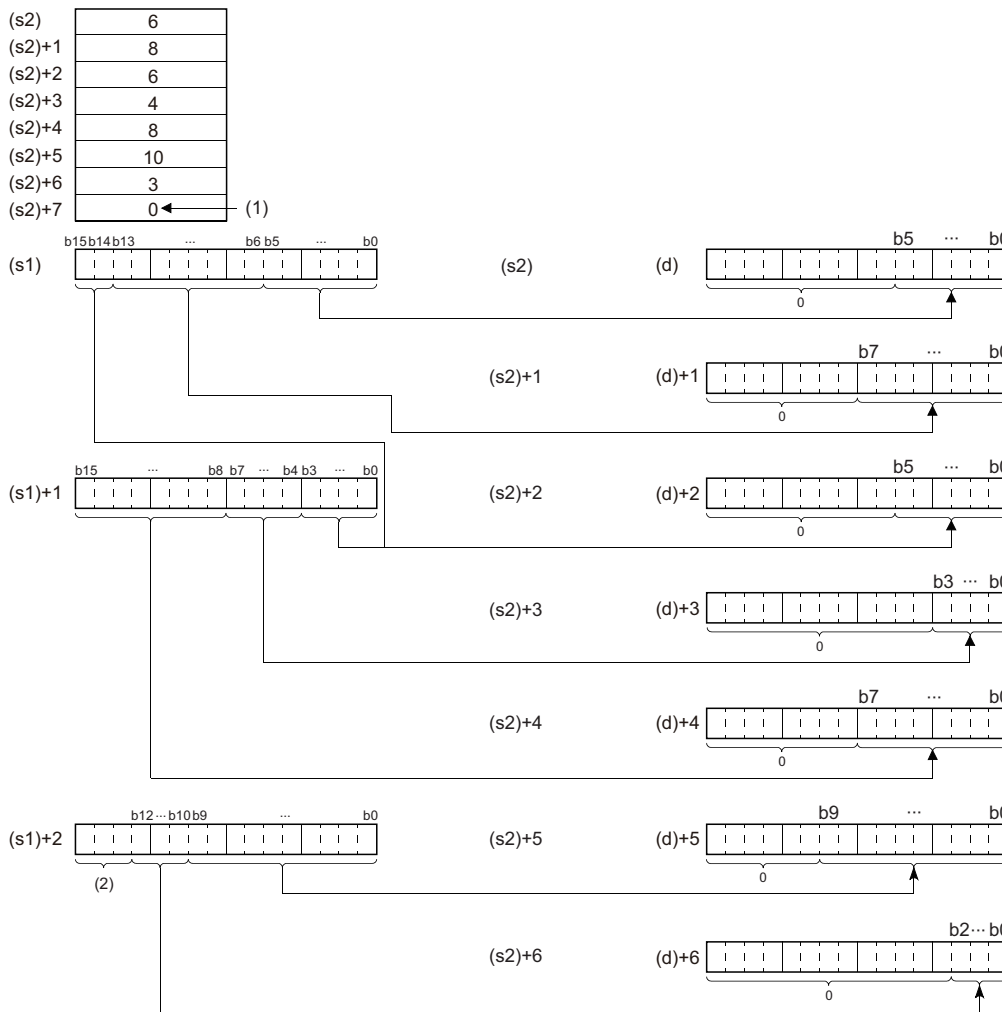 (s2) 6
(s2)+1 8
(s2)+2 6
(s2)+3 4
(s2)+4 8
(s2)+5 10
(s2)+6 3
(s2)+7 0 (1)
b15 b14 b13 ... b6 b5 ... b0 b5 ... b0
(s1) (s2) (d)
0
b7 ... b0
(s2)+1 (d)+1
0
b15 ... b8 b7 ... b4 b3 ... b0 b5 ... b0
(s1)+1 (s2)+2 (d)+2
0
b3 ... b0
(s2)+3 (d)+3
0
b7 ... b0
(s2)+4 (d)+4
0
b12 ... b10 b9 ... b0 b9 ... b0
(s1)+2 (s2)+5 (d)+5
(2) 0
b2 ... b0
(s2)+6 (d)+6
0